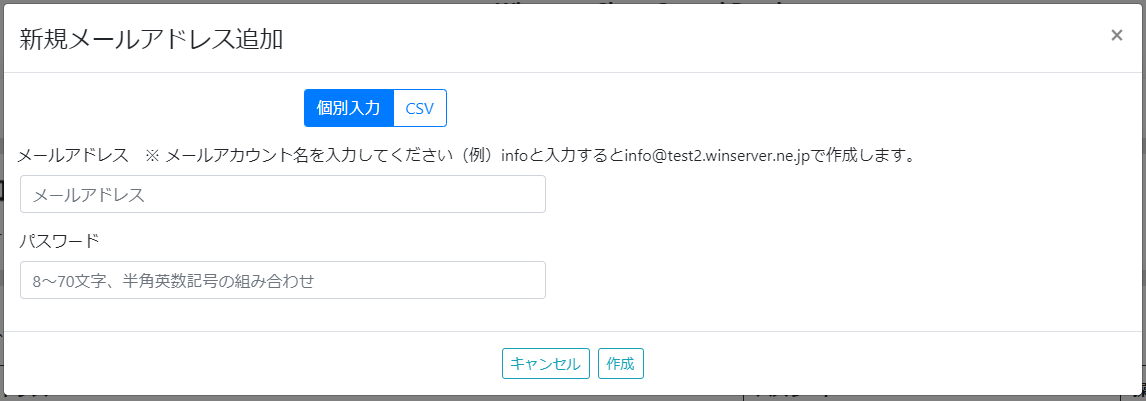 新規メールアドレス追加
×
個別入力 CSV
メールアドレス　※ メールアカウント名を入力してください（例）infoと入力するとinfo@test2.winserver.ne.jpで作成します。
メールアドレス
パスワード
8～70文字、半角英数記号の組み合わせ
キャンセル 作成